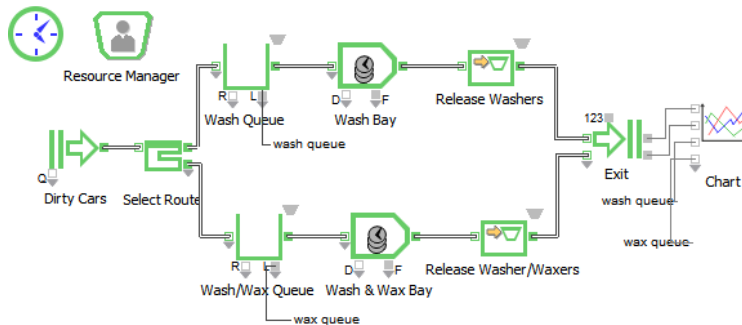 Resource Manager
R L
Wash Queue
wash queue
D F
Wash Bay
Release Washers
Q
Dirty Cars
Select Route
123
Exit
Chart
wash queue
wax queue
R L
Wash/Wax Queue
wax queue
D F
Wash & Wax Bay
Release Washer/Waxers